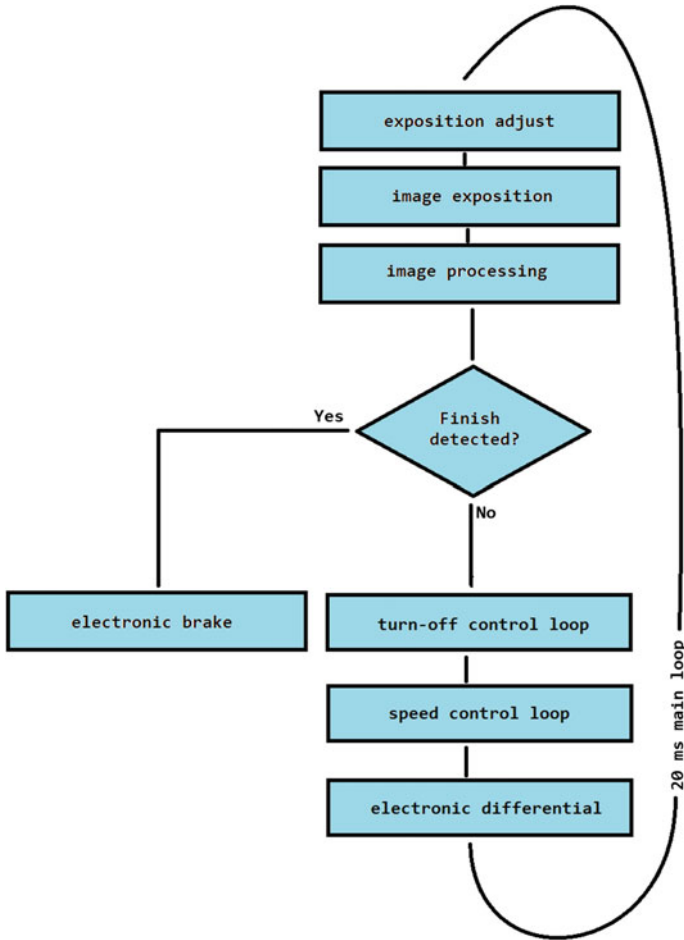 exposition adjust
image exposition
image processing
Finish
detected?
Yes
No
electronic brake
turn-off control loop
speed control loop
electronic differential
20 ms main loop